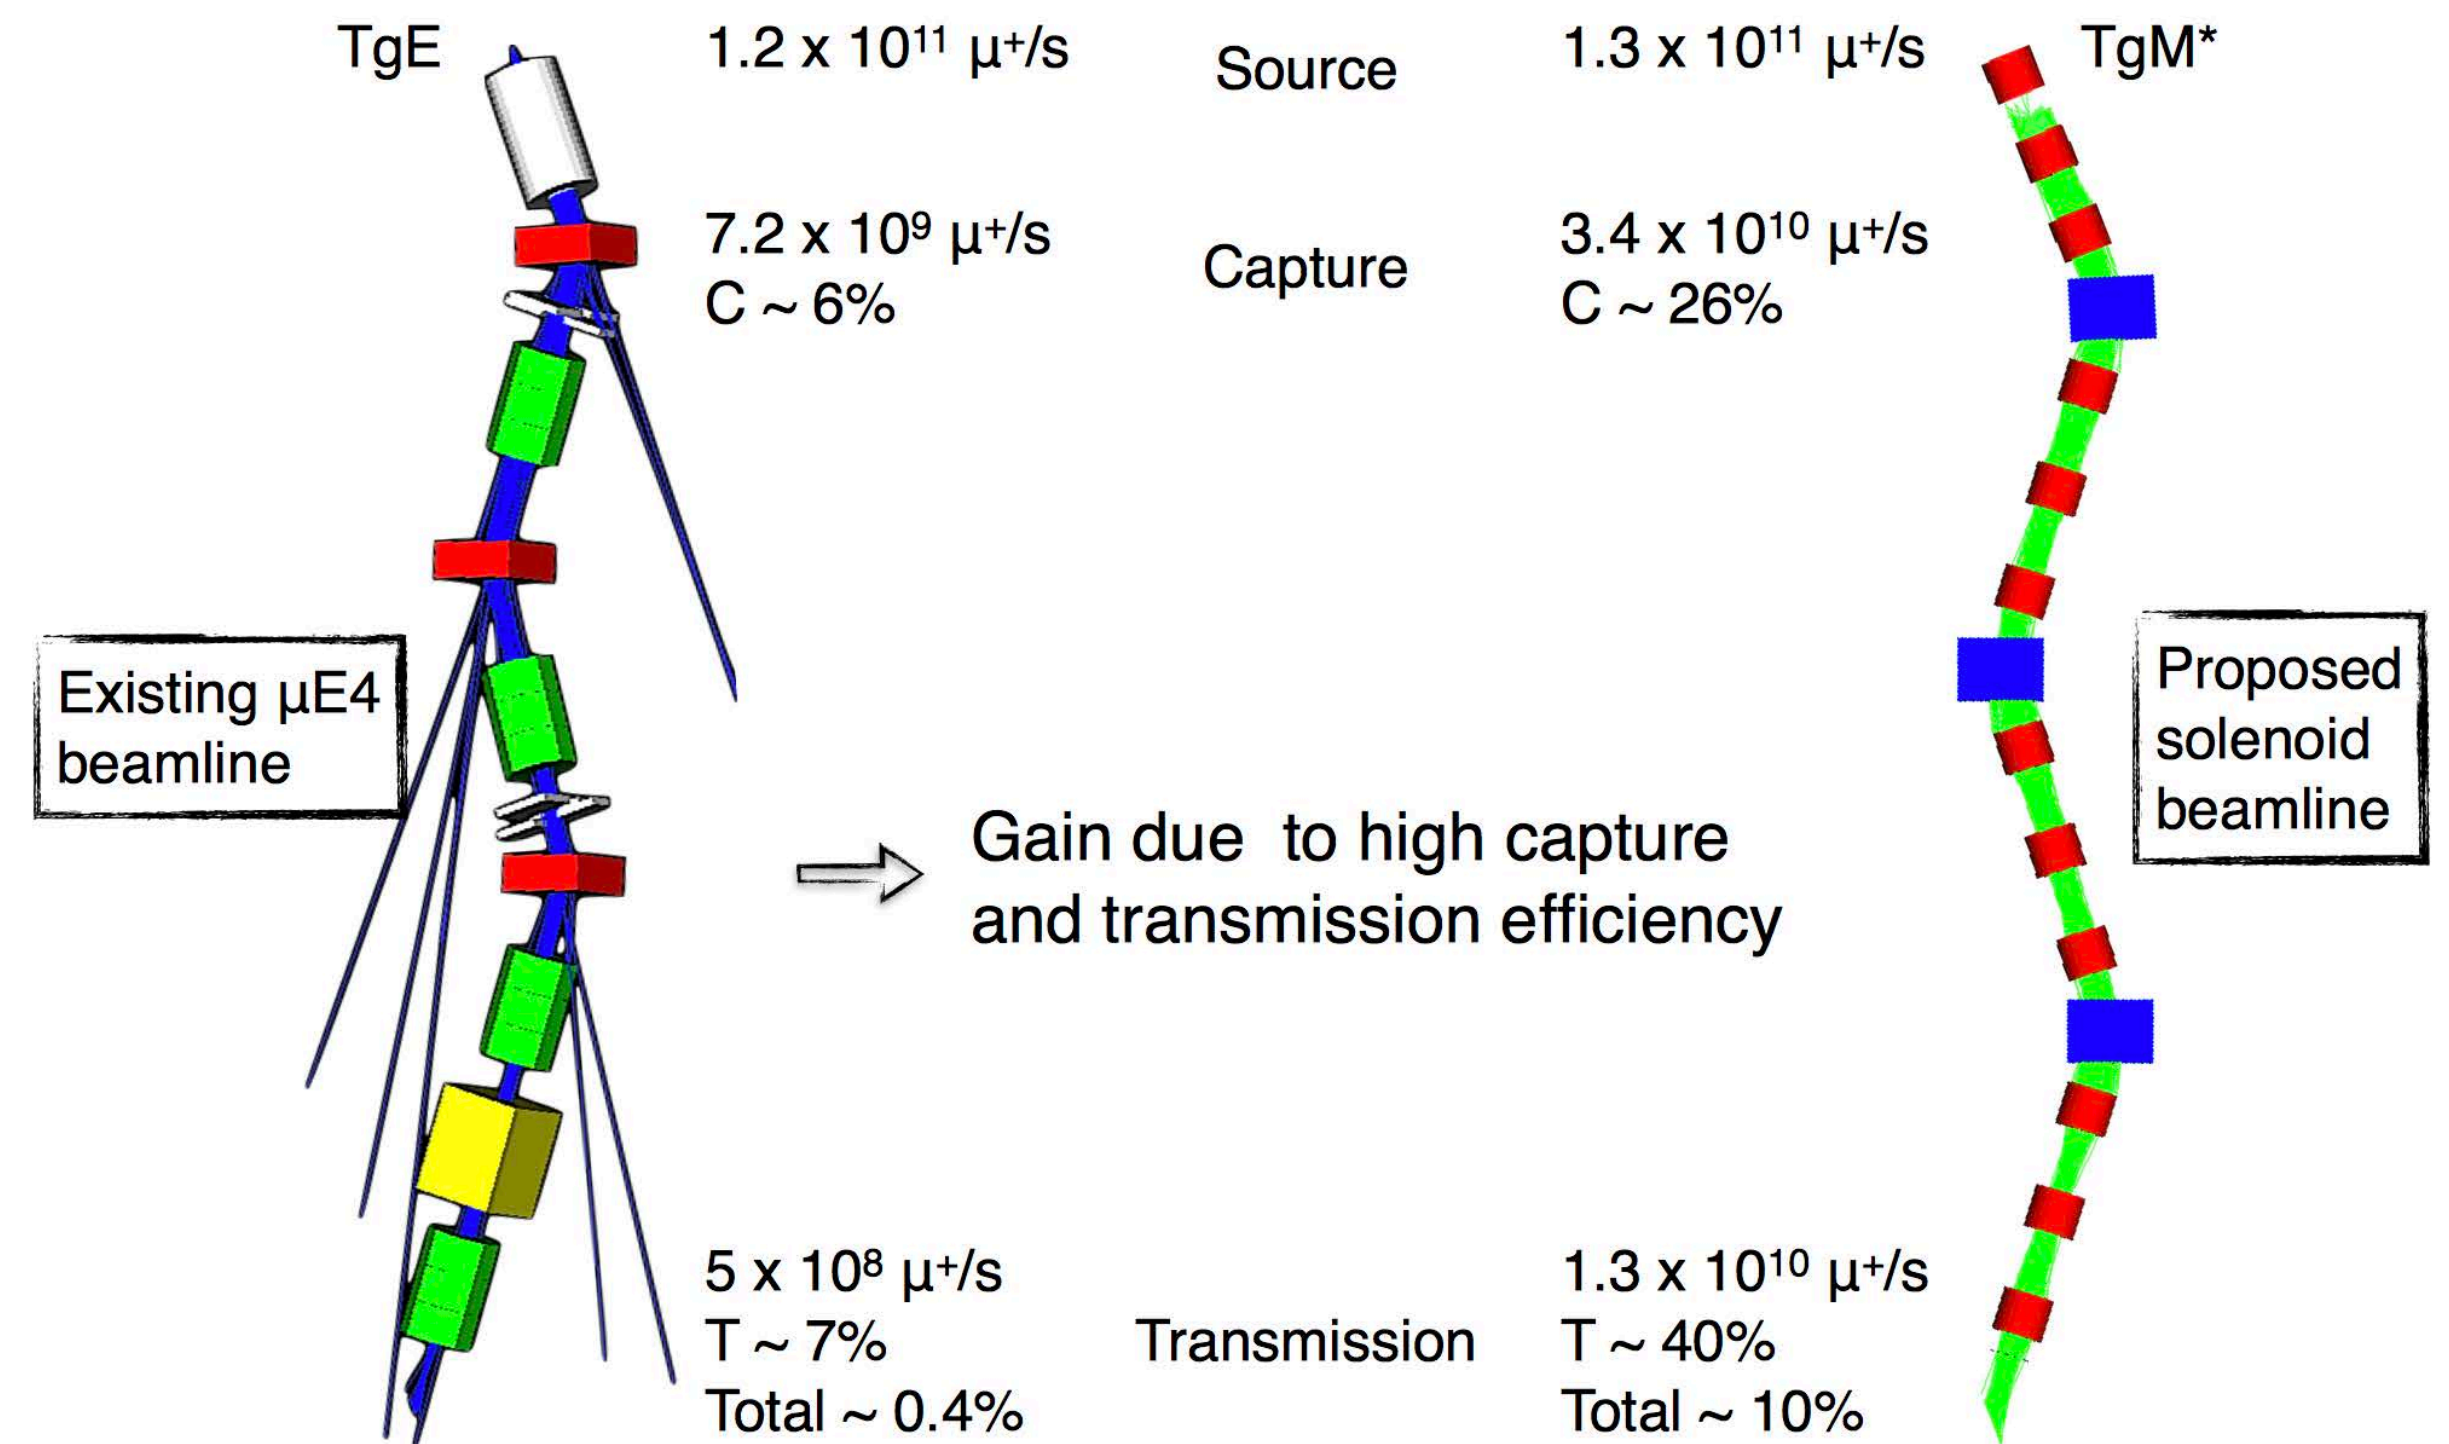 TgE
1.2 x 10¹¹ μ⁺/s
Source
1.3 x 10¹¹ μ⁺/s
TgM*
7.2 x 10⁹ μ⁺/s
C ~ 6%
Capture
3.4 x 10¹⁰ μ⁺/s
C ~ 26%
Existing μE4
beamline
Proposed
solenoid
beamline
Gain due  to high capture
and transmission efficiency
5 x 10⁸ μ⁺/s
T ~ 7%
Total ~ 0.4%
Transmission
1.3 x 10¹⁰ μ⁺/s
T ~ 40%
Total ~ 10%